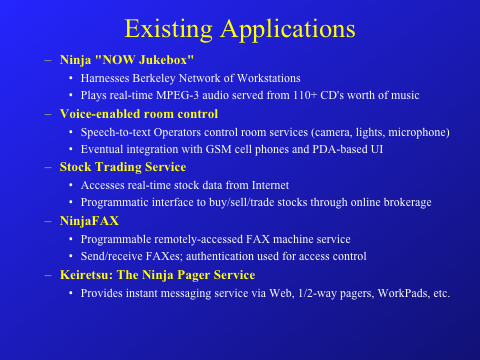 Existing Applications
– Ninja "NOW Jukebox"
• Harnesses Berkeley Network of Workstations
• Plays real-time MPEG-3 audio served from 110+ CD's worth of music
– Voice-enabled room control
• Speech-to-text Operators control room services (camera, lights, microphone)
• Eventual integration with GSM cell phones and PDA-based UI
– Stock Trading Service
• Accesses real-time stock data from Internet
• Programmatic interface to buy/sell/trade stocks through online brokerage
– NinjaFAX
• Programmable remotely-accessed FAX machine service
• Send/receive FAXes; authentication used for access control
– Keiretsu: The Ninja Pager Service
• Provides instant messaging service via Web, 1/2-way pagers, WorkPads, etc.